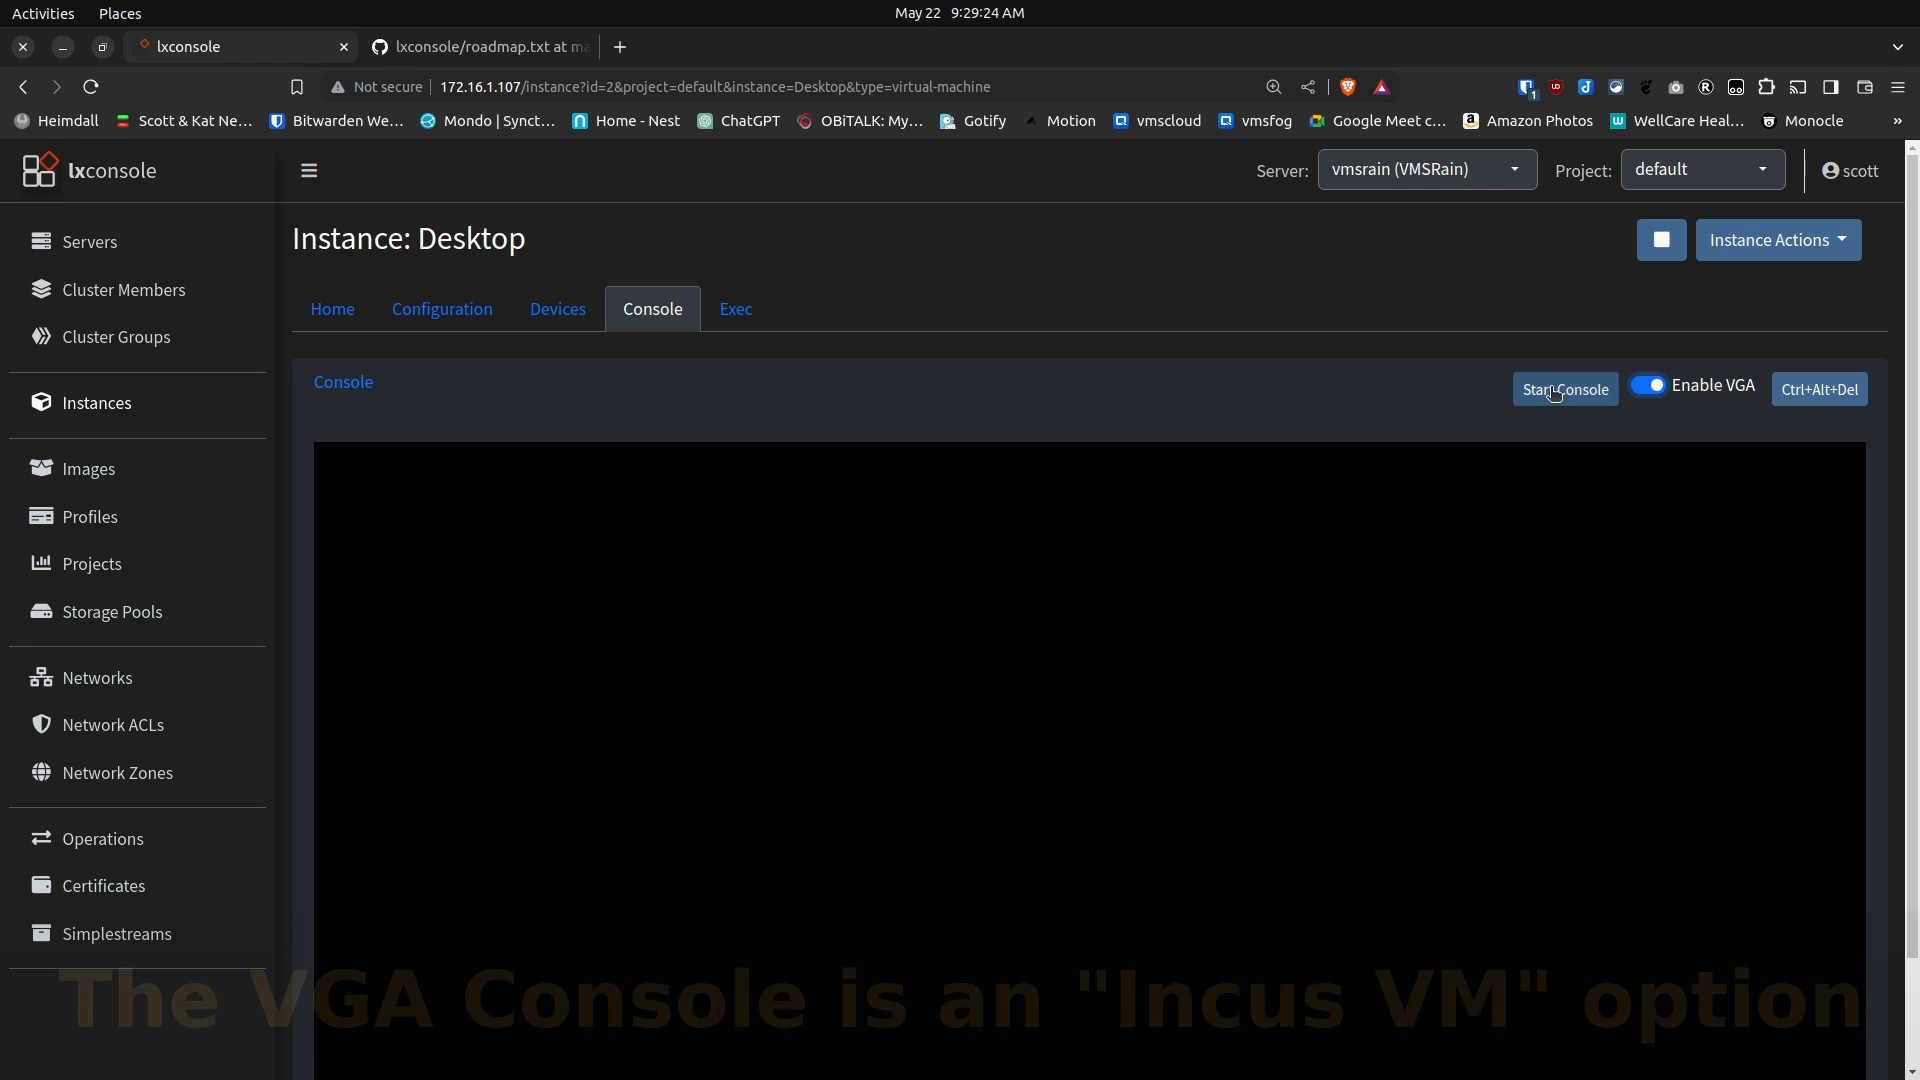 Activities Places May 22 9:29:24 AM
lxconsole lxconsole/roadmap.txt at ma
Not secure 172.16.1.107/instance?id=2&project=default&instance=Desktop&type=virtual-machine
Heimdall Scott & Kat Ne... Bitwarden We... Mondo | Synct... Home - Nest ChatGPT OBiTALK: My... Gotify Motion vmscloud vmsfog Google Meet c... Amazon Photos WellCare Heal... Monocle »
lxconsole Server: vmsrain (VMSRain) Project: default scott
Servers
Cluster Members
Cluster Groups
Instances
Images
Profiles
Projects
Storage Pools
Networks
Network ACLs
Network Zones
Operations
Certificates
Simplestreams
Instance: Desktop Instance Actions
Home Configuration Devices Console Exec
Console Start Console Enable VGA Ctrl+Alt+Del
The VGA Console is an "Incus VM" option